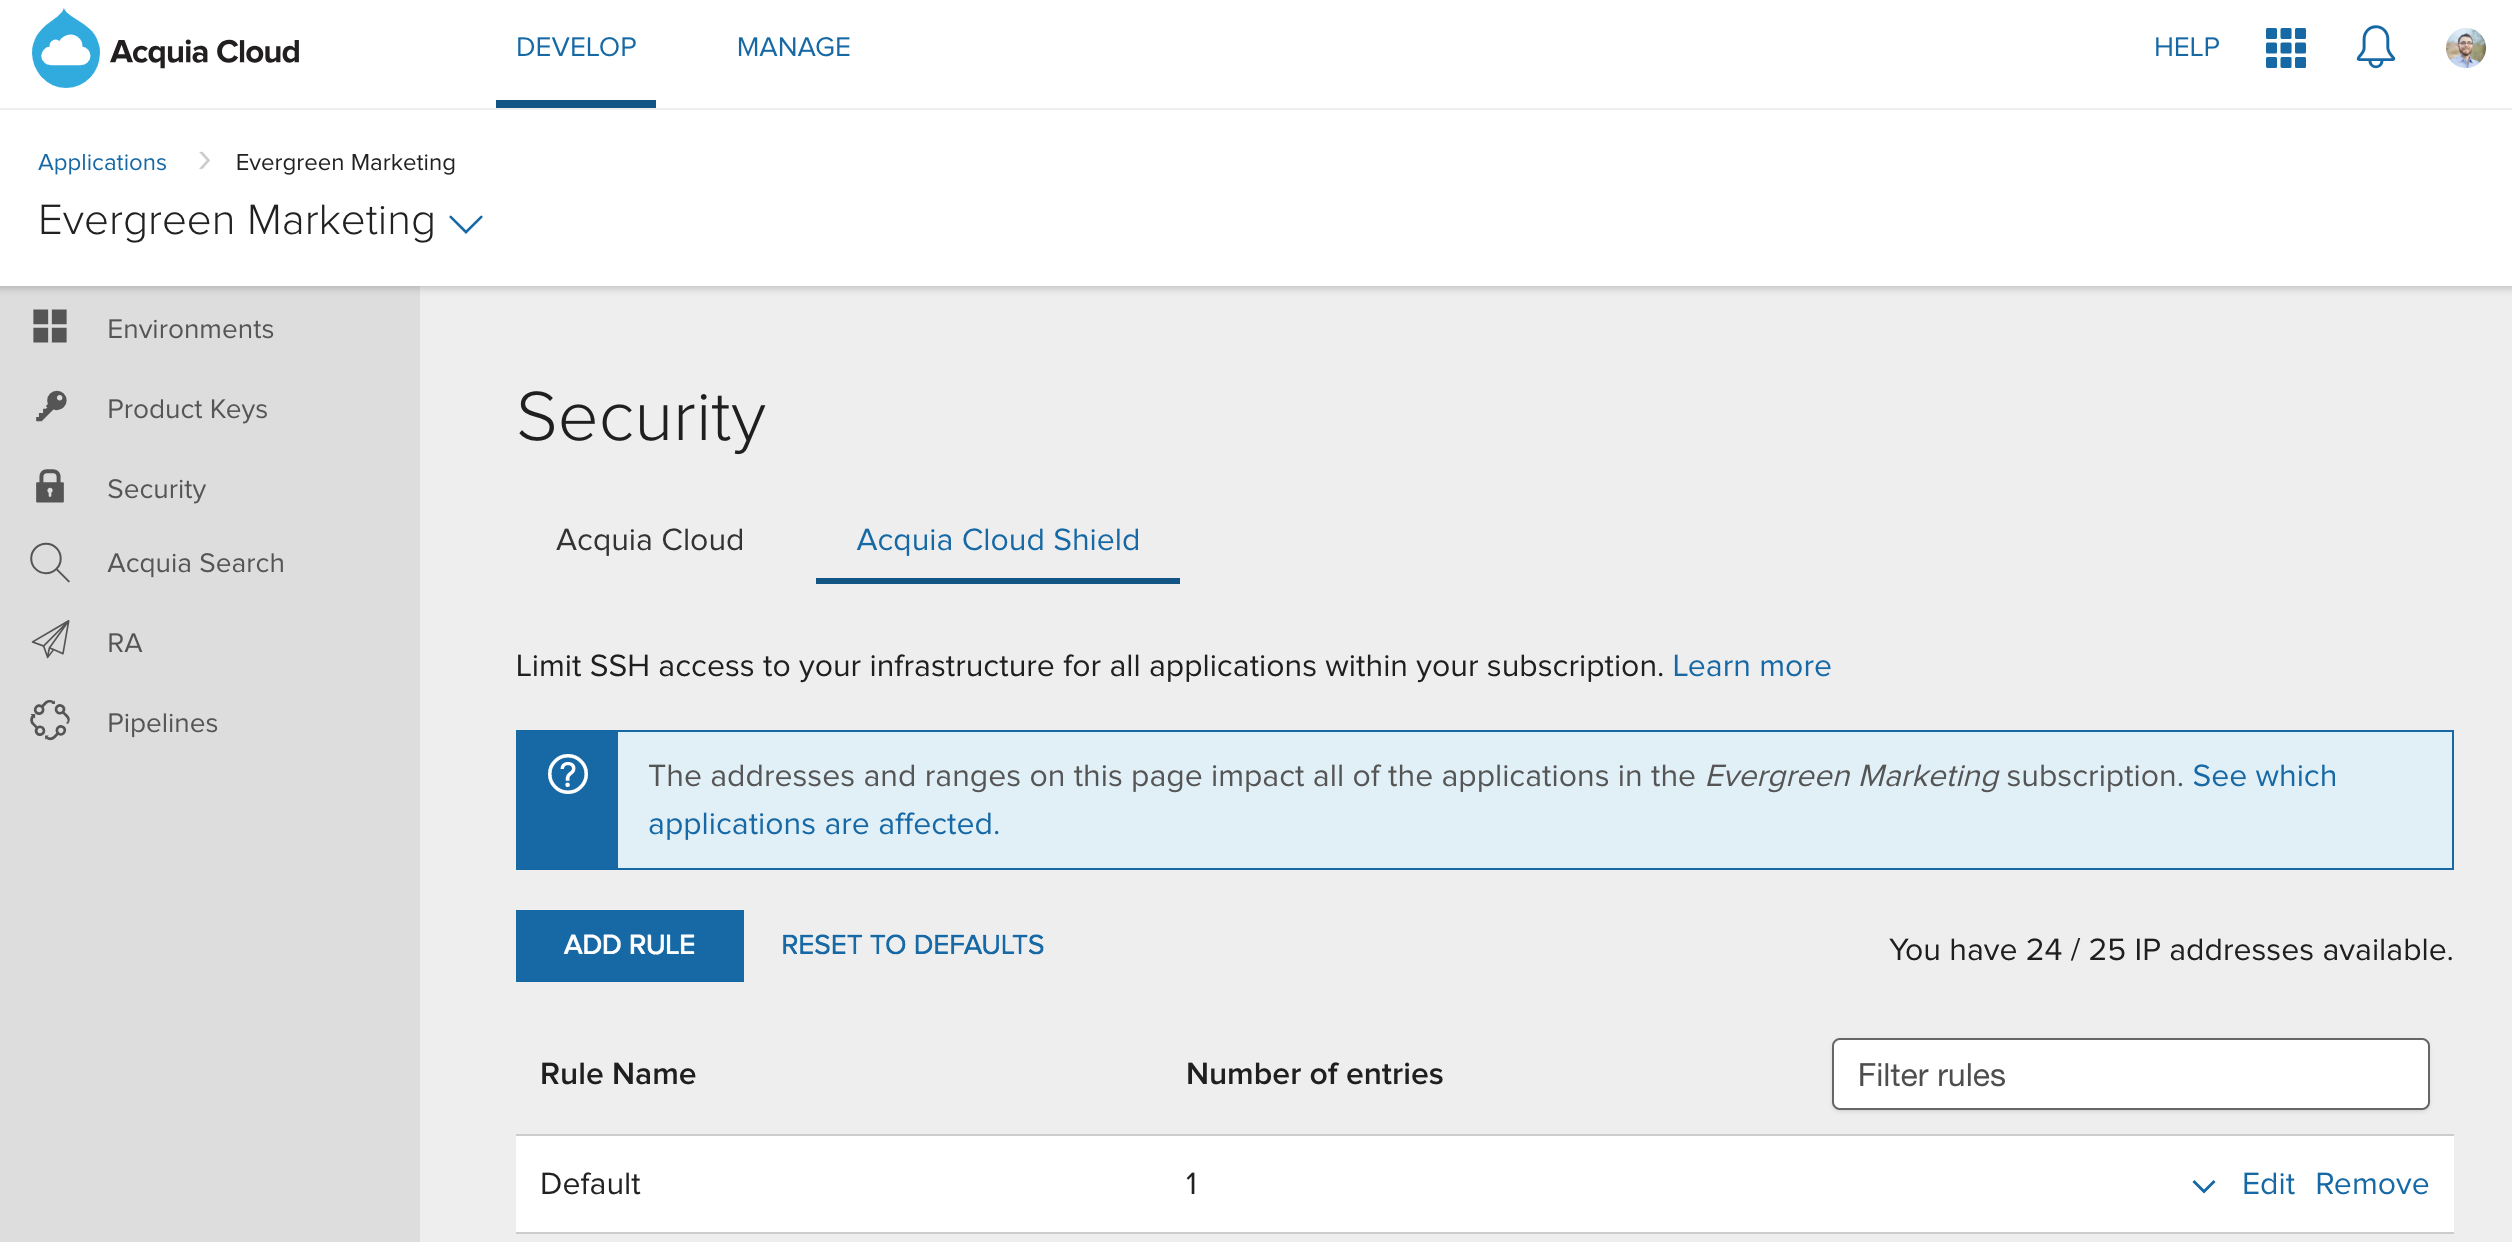 Acquia Cloud
DEVELOP
MANAGE
HELP
Applications
Evergreen Marketing
Evergreen Marketing
Environments
Product Keys
Security
Acquia Search
RA
Pipelines
Security
Acquia Cloud
Acquia Cloud Shield
Limit SSH access to your infrastructure for all applications within your subscription. Learn more
The addresses and ranges on this page impact all of the applications in the Evergreen Marketing subscription. See which
applications are affected.
ADD RULE
RESET TO DEFAULTS
You have 24 / 25 IP addresses available.
Rule Name
Number of entries
Filter rules
Default
1
Edit
Remove